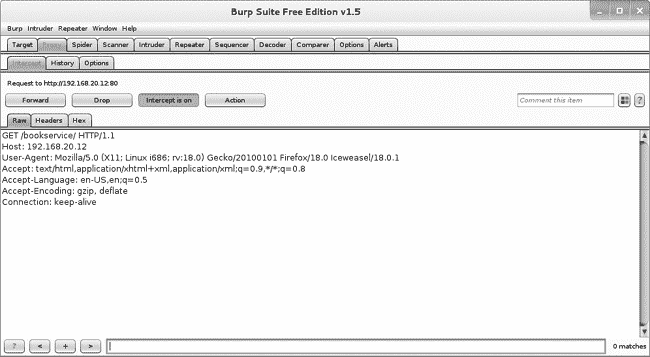 Burp Suite Free Edition v1.5
Burp Intruder Repeater Window Help
Target Proxy Spider Scanner Intruder Repeater Sequencer Decoder Comparer Options Alerts
Intercept History Options
Request to http://192.168.20.12:80
Forward Drop Intercept is on Action Comment this item ?
Raw Headers Hex
GET /bookservice/ HTTP/1.1
Host: 192.168.20.12
User-Agent: Mozilla/5.0 (X11; Linux i686; rv:18.0) Gecko/20100101 Firefox/18.0 Iceweasel/18.0.1
Accept: text/html,application/xhtml+xml,application/xml;q=0.9,*/*;q=0.8
Accept-Language: en-US,en;q=0.5
Accept-Encoding: gzip, deflate
Connection: keep-alive
? < + > 0 matches